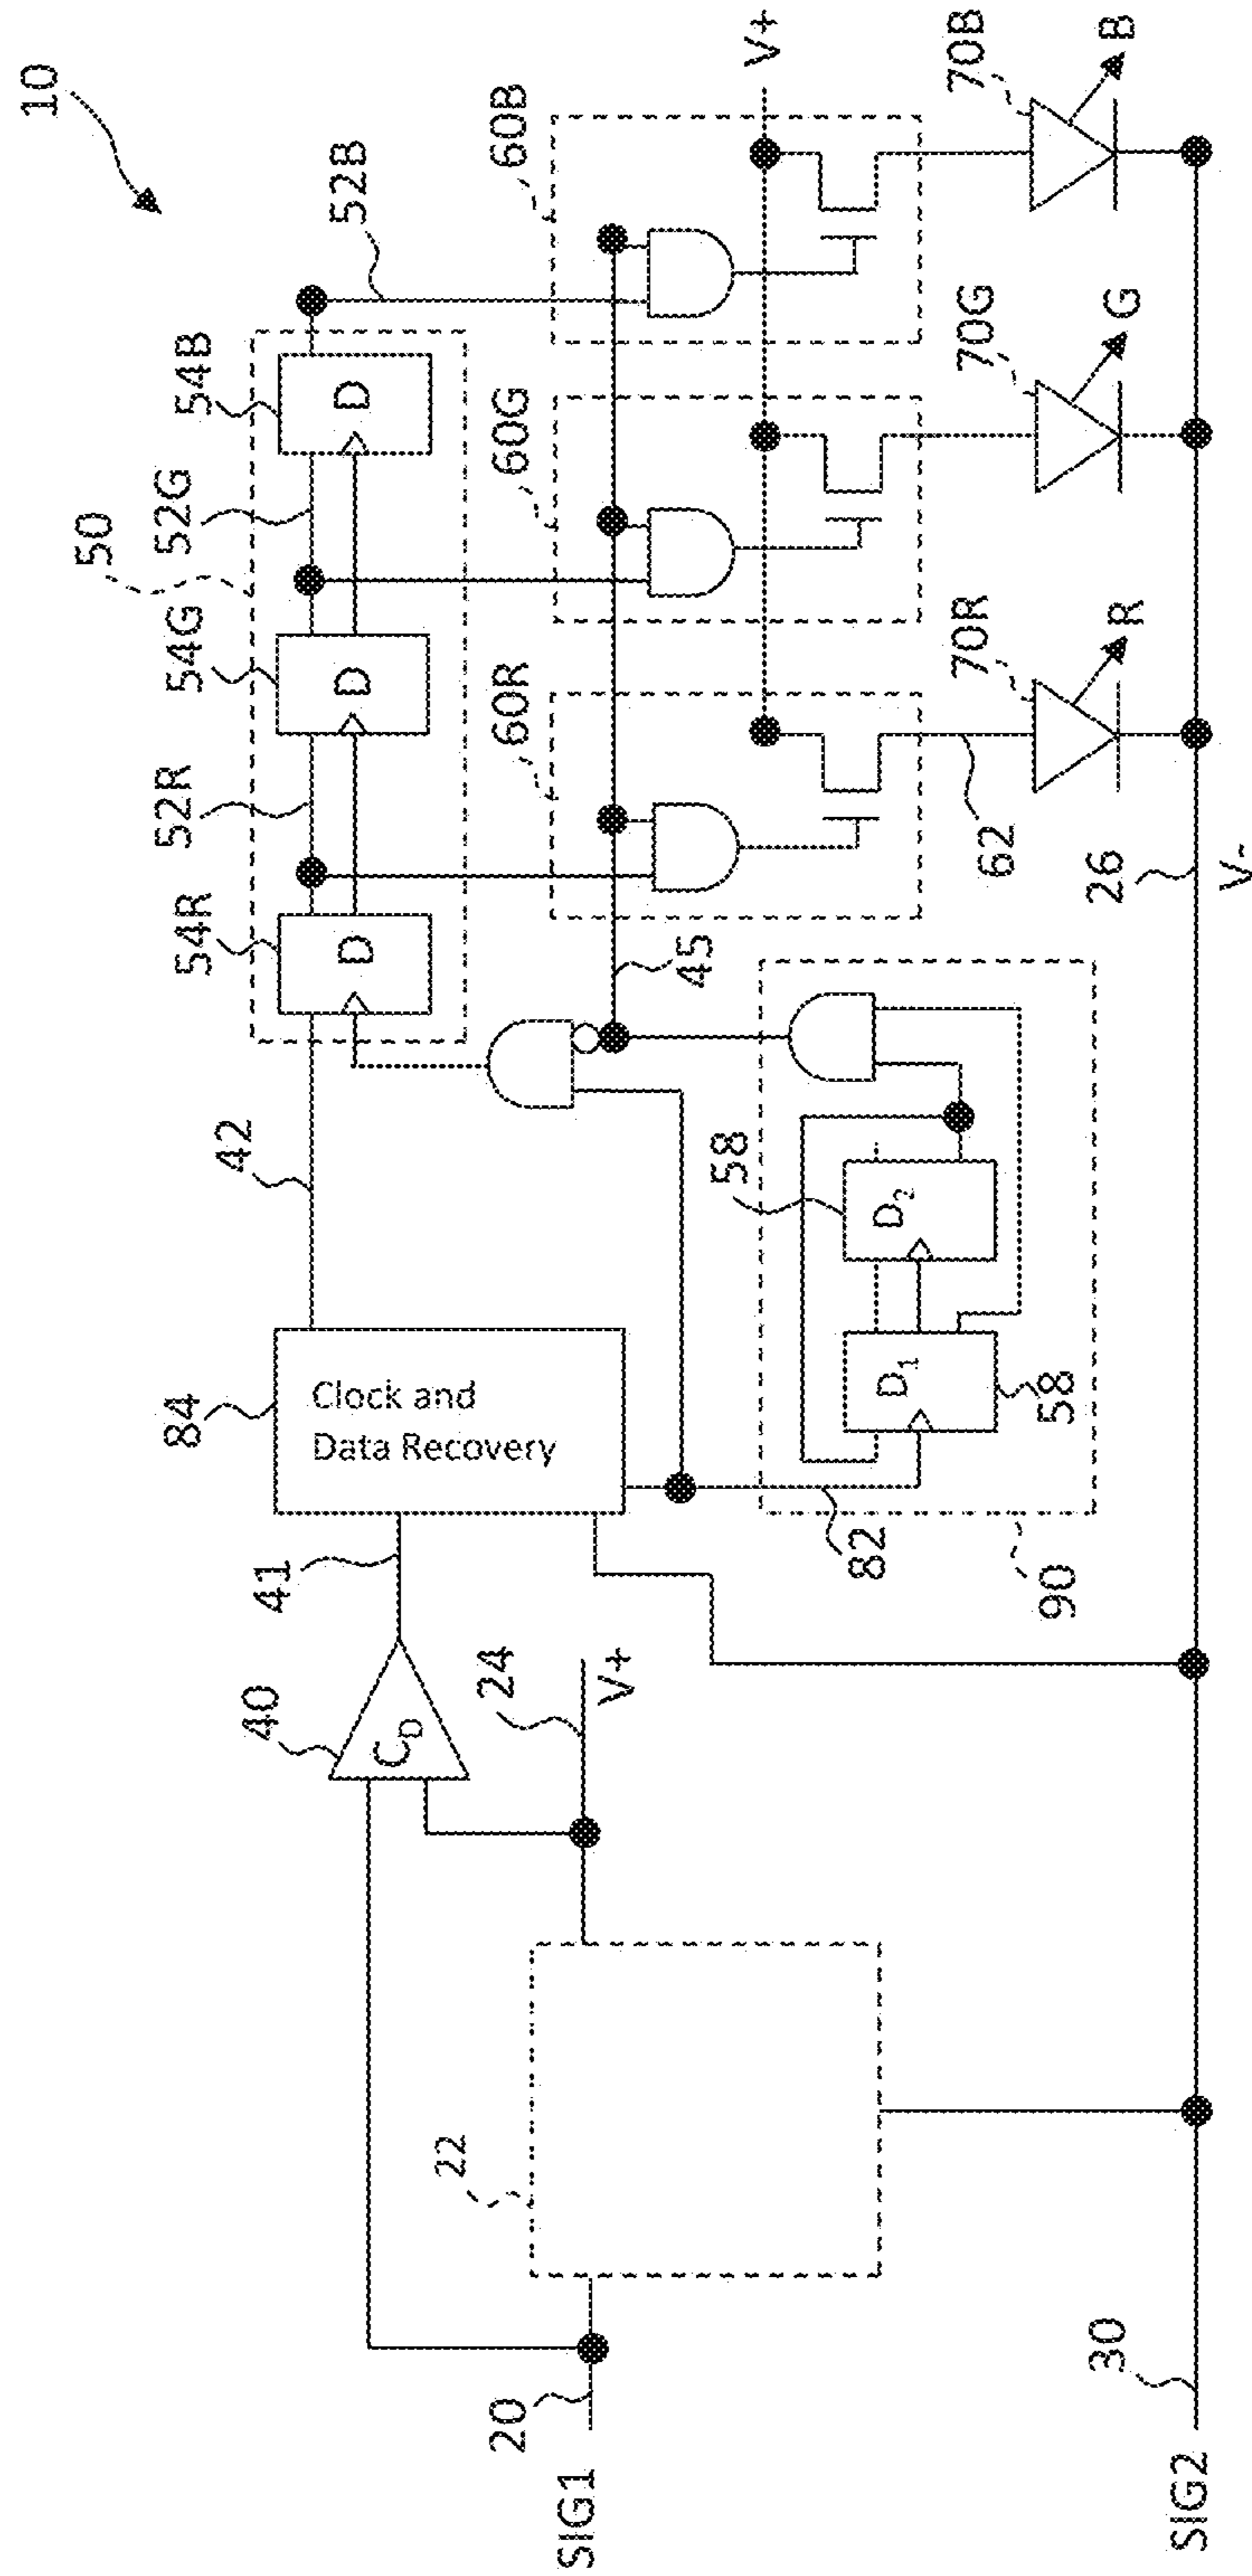 10
50
54R
52R
54G
52G
54B
52B
42
84
Clock and
Data Recovery
41
40
C_D
D
D
D
60R
60G
60B
45
24
V+
V+
22
20
SIG1
58
D₁
D₂
58
82
90
62
70R
R
70G
G
70B
B
26
V-
30
SIG2